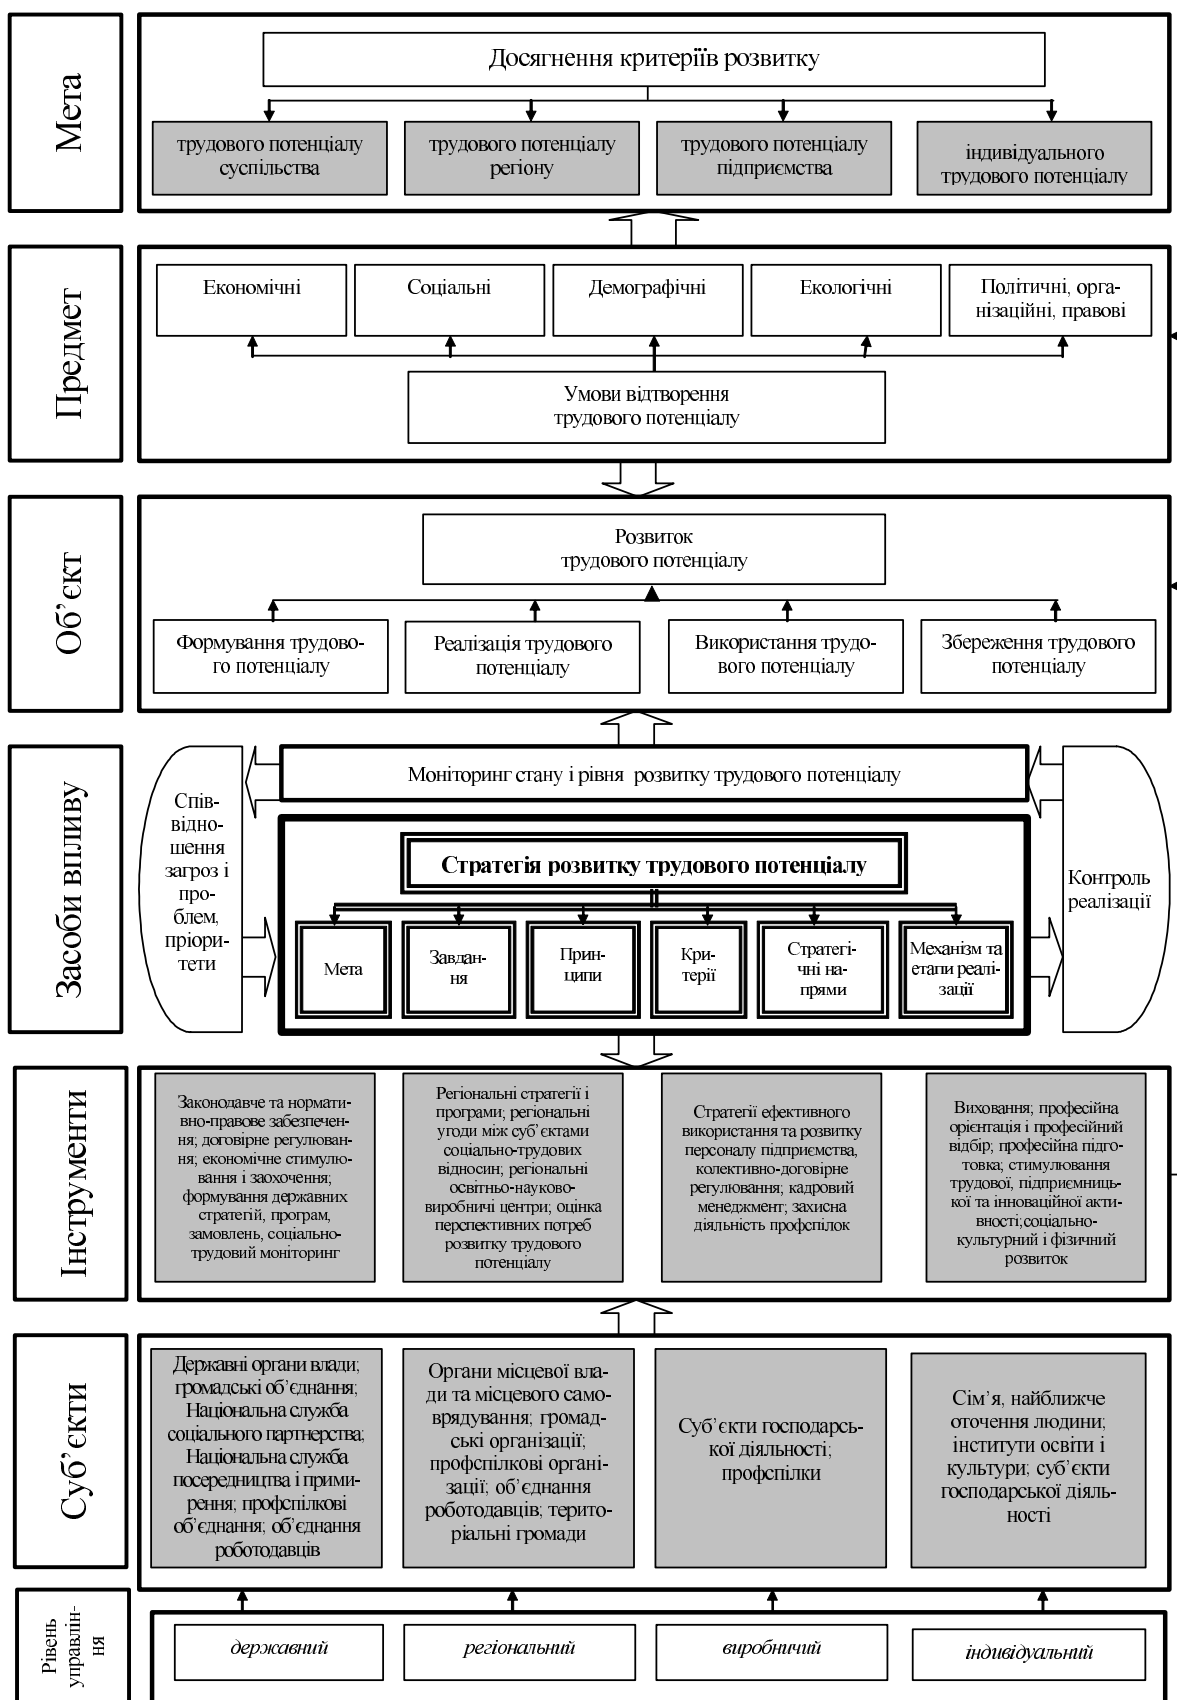 Мета
Досягнення критеріїв розвитку
трудового потенціалу
суспільства
трудового потенціалу
регіону
трудового потенціалу
підприємства
індивідуального
трудового потенціалу
Предмет
Економічні
Соціальні
Демографічні
Екологічні
Політичні, орга-
нізаційні, правові
Умови відтворення
трудового потенціалу
Об’єкт
Розвиток
трудового потенціалу
Формування трудово-
го потенціалу
Реалізація трудового
потенціалу
Використання трудо-
вого потенціалу
Збереження трудового
потенціалу
Засоби впливу
Моніторинг стану і рівня розвитку трудового потенціалу
Спів-
відно-
шення
загроз і
про-
блем,
пріори-
тети
Стратегія розвитку трудового потенціалу
Мета
Завдан-
ня
Прин-
ципи
Кри-
терії
Стратегі-
чні на-
прями
Механізм та
етапи реалі-
зації
Контроль
реалізації
Інструменти
Законодавче та нормати-
вно-правове забезпечен-
ня; договірне регулюван-
ня; економічне стимулю-
вання і заохочення;
формування державних
стратегій, програм,
замовлень, соціально-
трудовий моніторинг
Регіональні стратегії і
програми; регіональні
угоди між суб’єктами
соціально-трудових
відносин; регіональні
освітньо-науково-
виробничі центри; оцінка
перспективних потреб
розвитку трудового
потенціалу
Стратегії ефективного
використання та розвитку
персоналу підприємства,
колективно-договірне
регулювання; кадровий
менеджмент; захисна
діяльність профспілок
Виховання; професійна
орієнтація і професійний
відбір; професійна підго-
товка; стимулювання
трудової, підприємниць-
кої та інноваційної акти-
вності;соціально-
культурний і фізичний
розвиток
Суб’єкти
Державні органи влади;
громадські об’єднання;
Національна служба
соціального партнерства;
Національна служба
посередництва і прими-
рення; профспілкові
об’єднання; об’єднання
роботодавців
Органи місцевої вла-
ди та місцевого само-
врядування; громад-
ські організації;
профспілкові органі-
зації; об’єднання
роботодавців; терито-
ріальні громади
Суб’єкти господарсь-
кої діяльності;
профспілки
Сім’я, найближче
оточення людини;
інститути освіти і
культури; суб’єкти
господарської діяль-
ності
Рівень
управлін-
ня
державний
регіональний
виробничий
індивідуальний